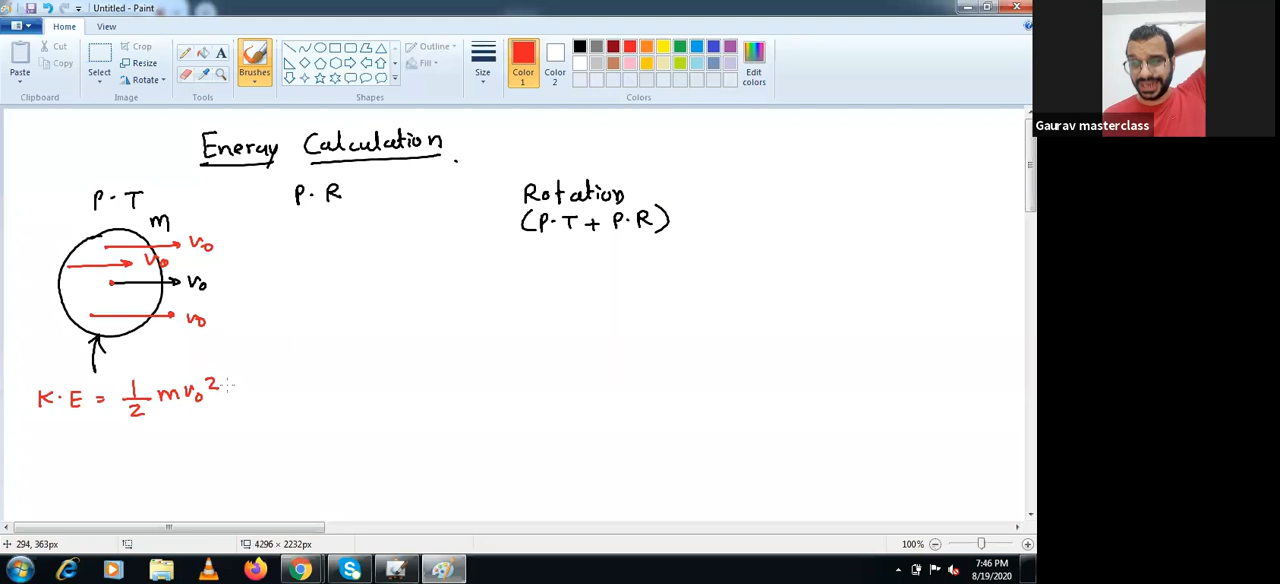 Untitled - Paint
Home View
Paste
Cut
Copy
Clipboard
Select
Crop
Resize
Rotate
Image
A
Tools
Brushes
Outline
Fill
Shapes
Size
Color 1
Color 2
Edit colors
Colors
Gaurav masterclass
Energy Calculation.
P.T
P.R
Rotation
(P.T + P.R)
m
v₀
v₀
v₀
v₀
K.E = 1/2 mv₀²
294, 363px
4296 × 2232px
100%
7:46 PM
8/19/2020